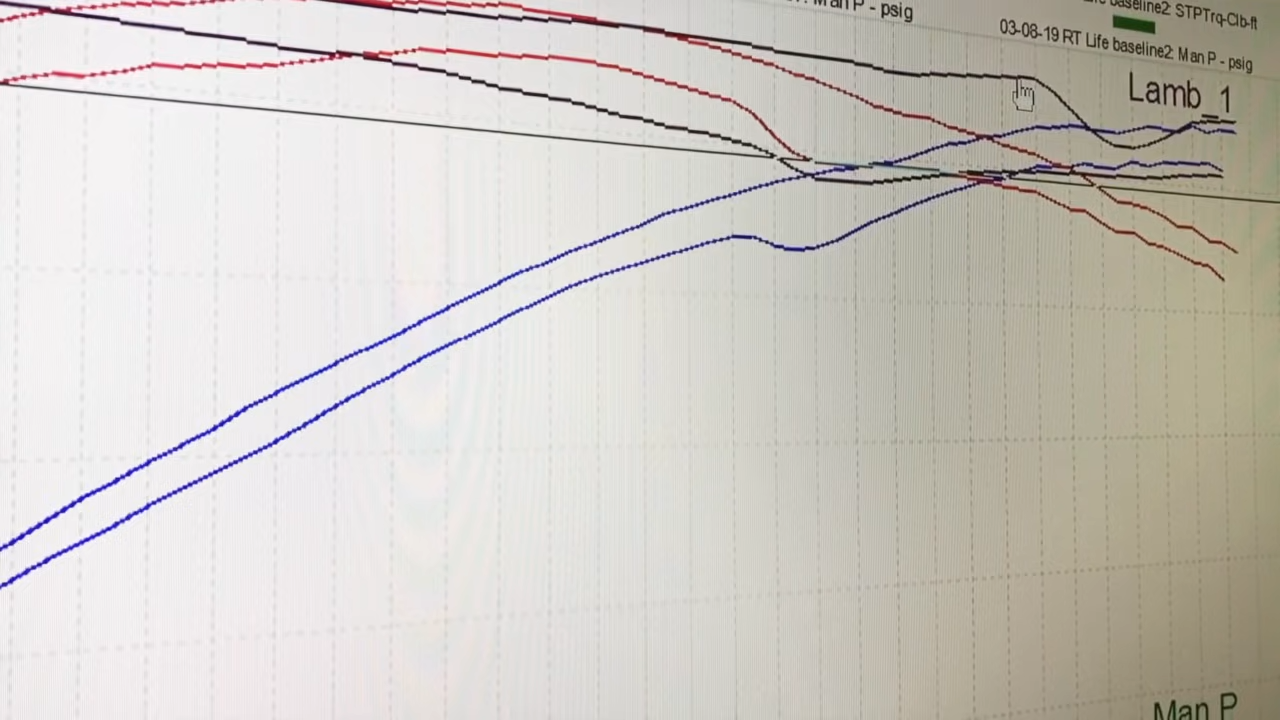 Man P - psig
baseline2: STPTrq-Clb-ft
03-08-19 RT Life baseline2: Man P - psig
Lamb_1
Man P